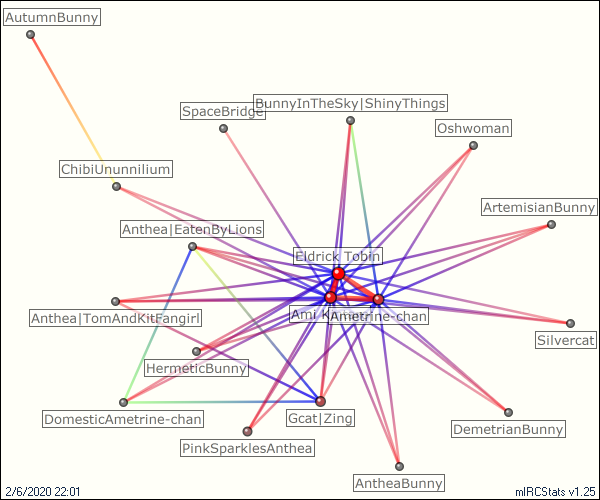 AutumnBunny
SpaceBridge
BunnyInTheSky|ShinyThings
Oshwoman
ChibiUnunnilium
ArtemisianBunny
Anthea|EatenByLions
Eldrick Tobin
Anthea|TomAndKitFangirl
Ami
Ametrine-chan
Silvercat
HermeticBunny
DomesticAmetrine-chan
Gcat|Zing
DemetrianBunny
PinkSparklesAnthea
AntheaBunny
2/6/2020 22:01
mIRCStats v1.25